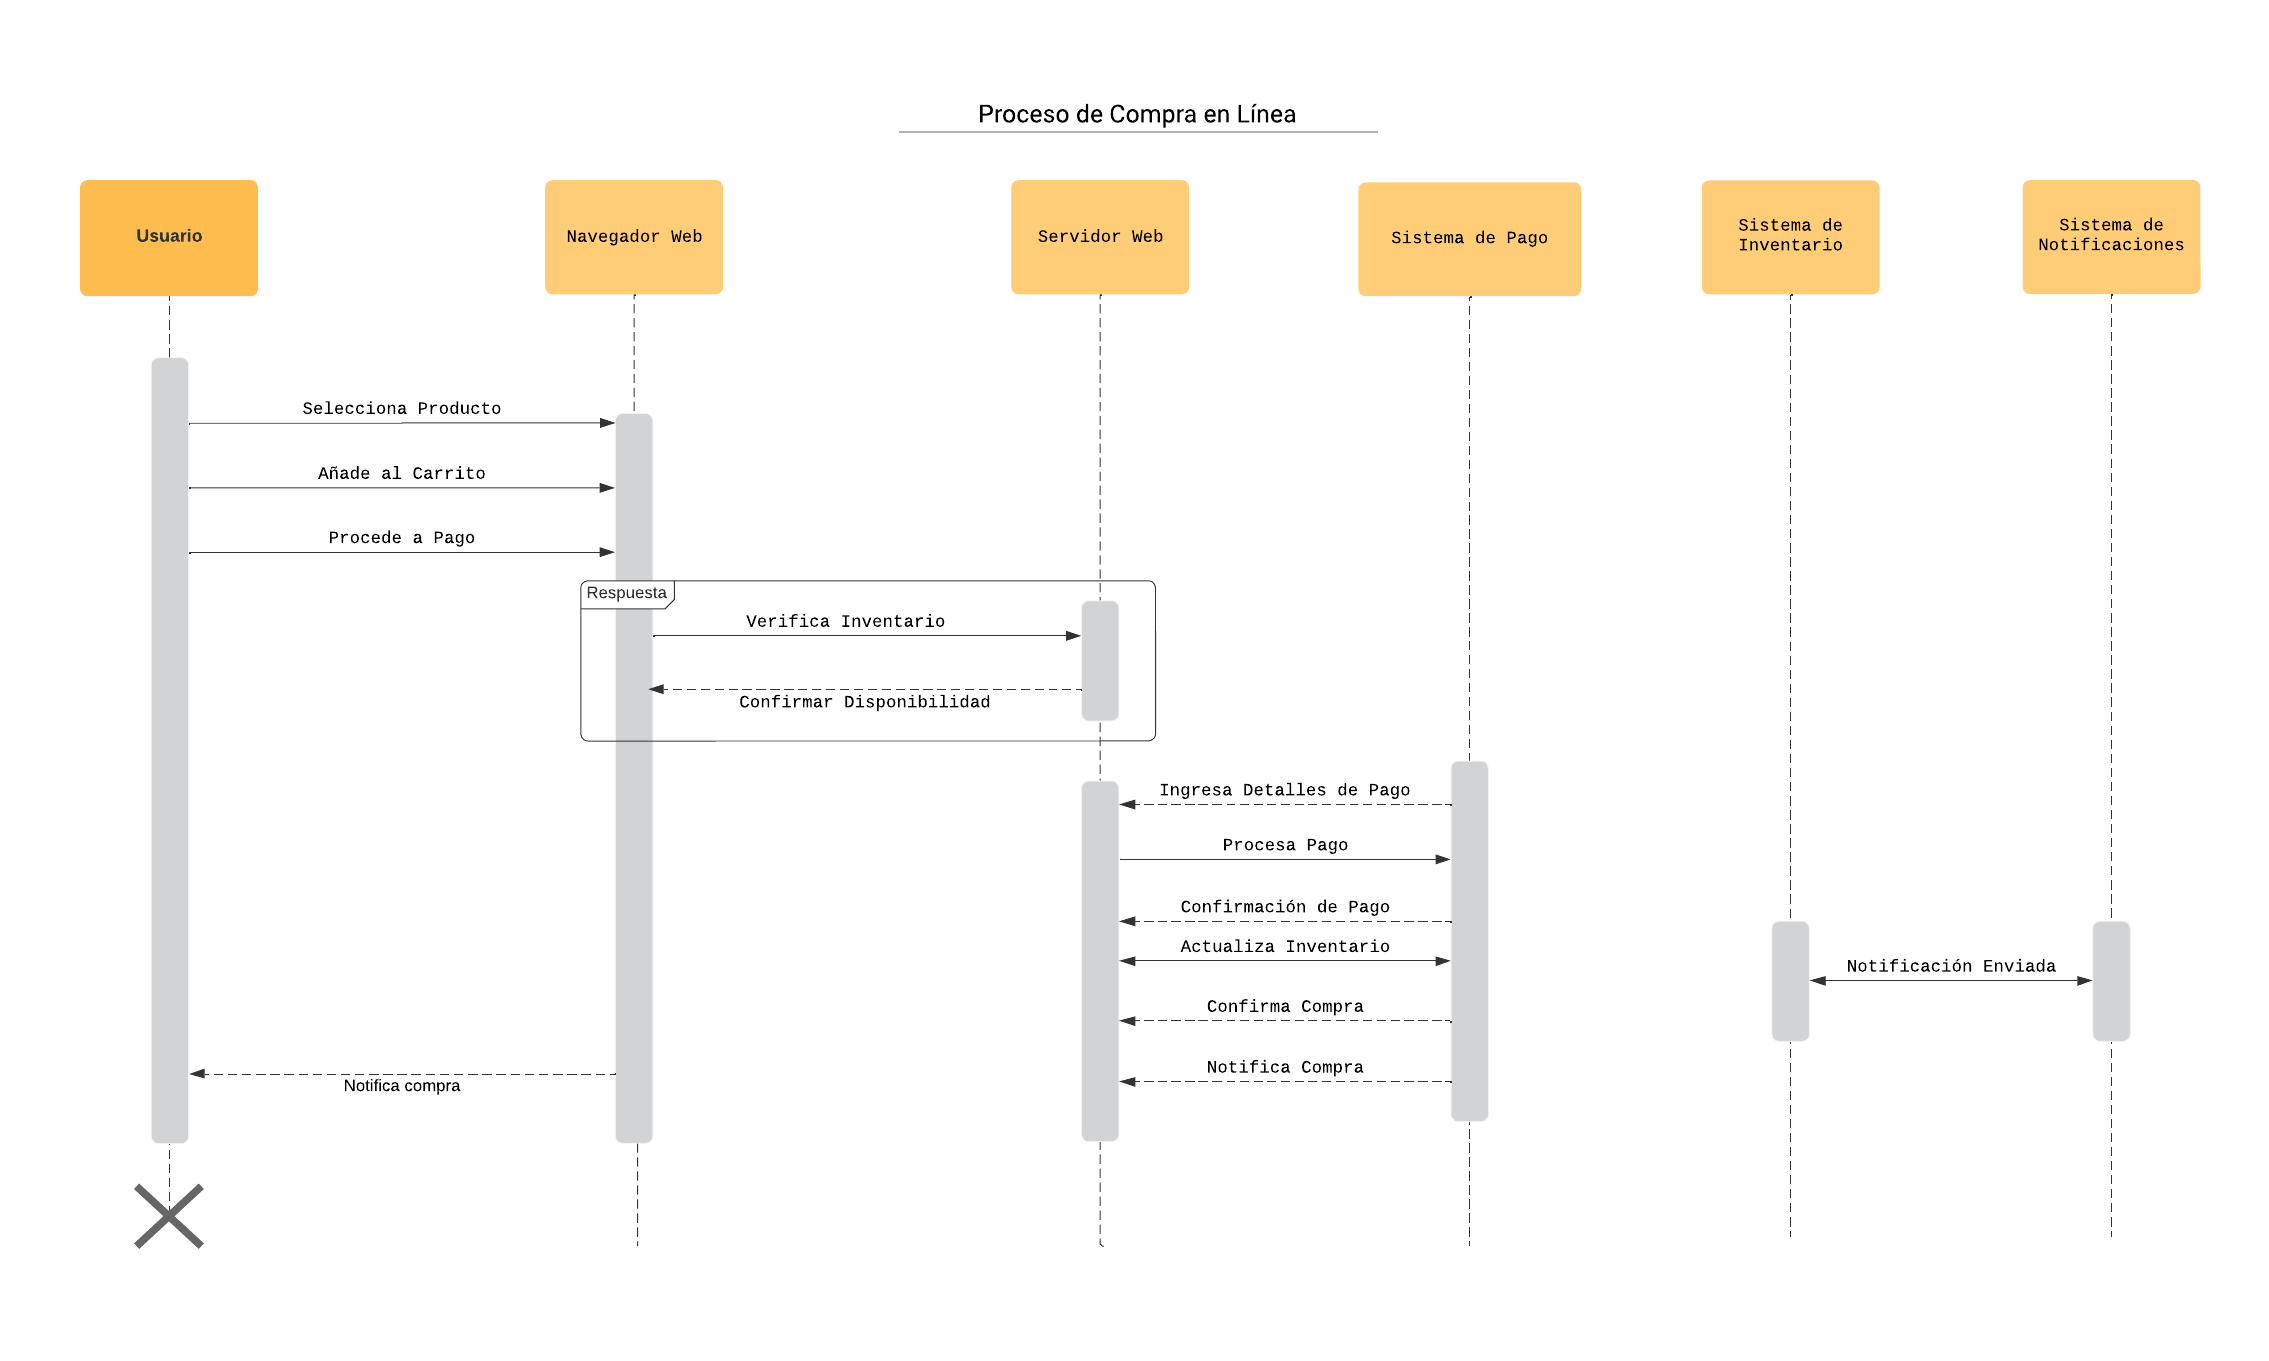 Proceso de Compra en Línea
Usuario
Navegador Web
Servidor Web
Sistema de Pago
Sistema de
Inventario
Sistema de
Notificaciones
Selecciona Producto
Añade al Carrito
Procede a Pago
Respuesta
Verifica Inventario
Confirmar Disponibilidad
Ingresa Detalles de Pago
Procesa Pago
Confirmación de Pago
Actualiza Inventario
Notificación Enviada
Confirma Compra
Notifica Compra
Notifica compra